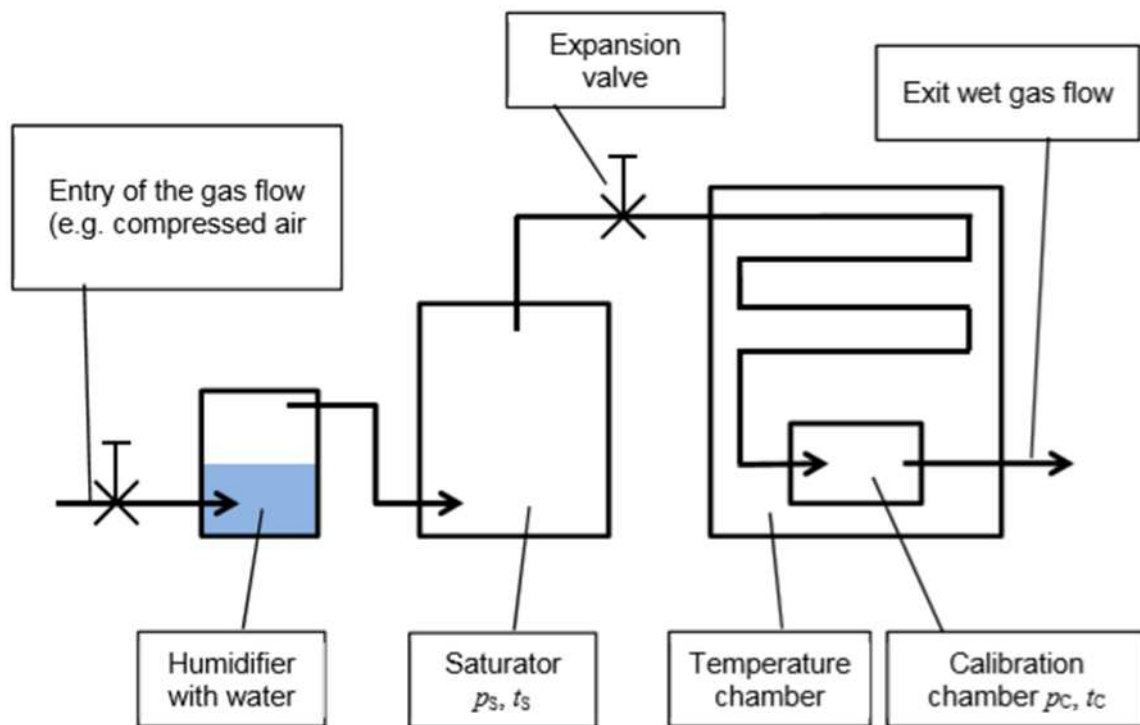 Expansion
valve
Exit wet gas flow
Entry of the gas flow
(e.g. compressed air
Humidifier
with water
Saturator
pS, tS
Temperature
chamber
Calibration
chamber pC, tC